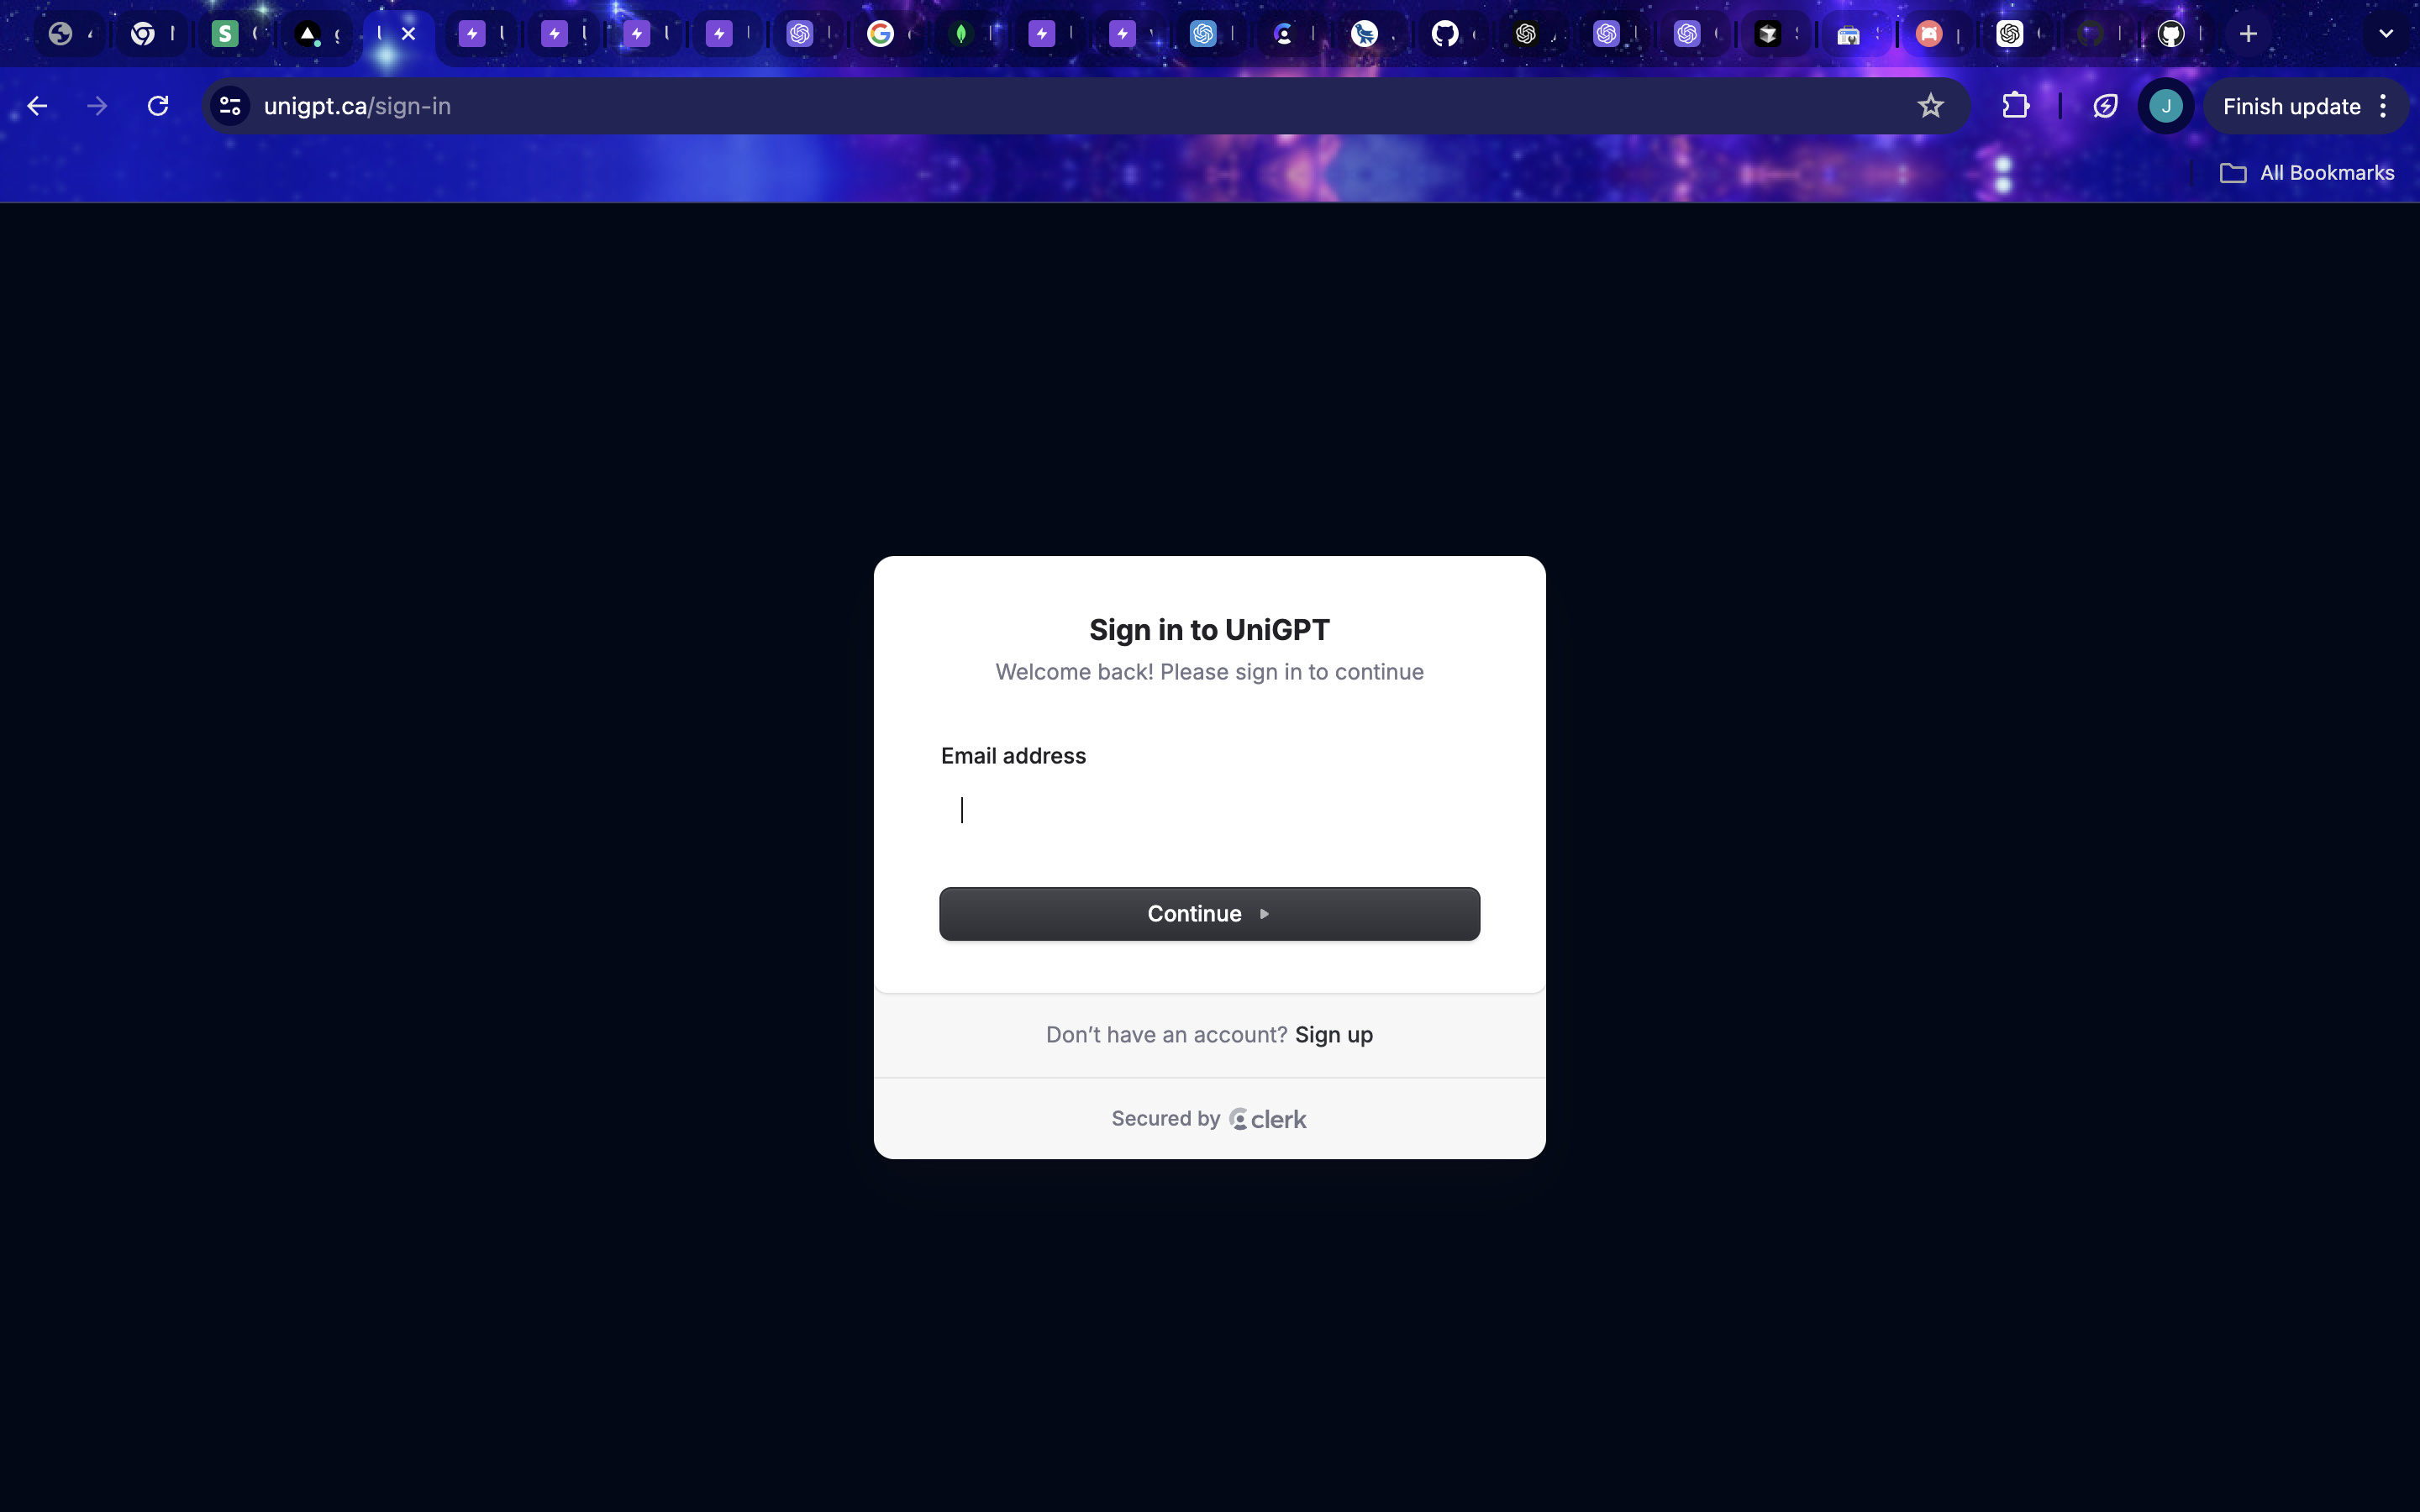 unigpt.ca/sign-in
Finish update
All Bookmarks
Sign in to UniGPT
Welcome back! Please sign in to continue
Email address
Continue
Don’t have an account? Sign up
Secured by clerk